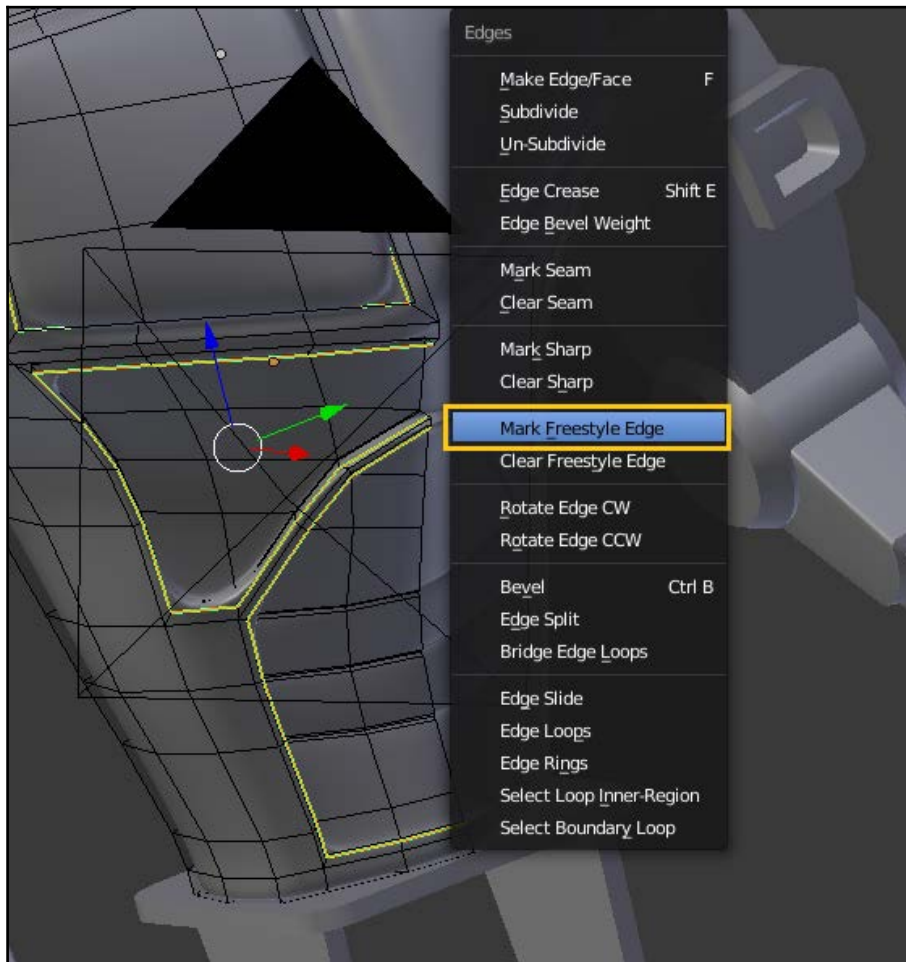 Edges
Make Edge/Face F
Subdivide
Un-Subdivide
Edge Crease Shift E
Edge Bevel Weight
Mark Seam
Clear Seam
Mark Sharp
Clear Sharp
Mark Freestyle Edge
Clear Freestyle Edge
Rotate Edge CW
Rotate Edge CCW
Bevel Ctrl B
Edge Split
Bridge Edge Loops
Edge Slide
Edge Loops
Edge Rings
Select Loop Inner-Region
Select Boundary Loop